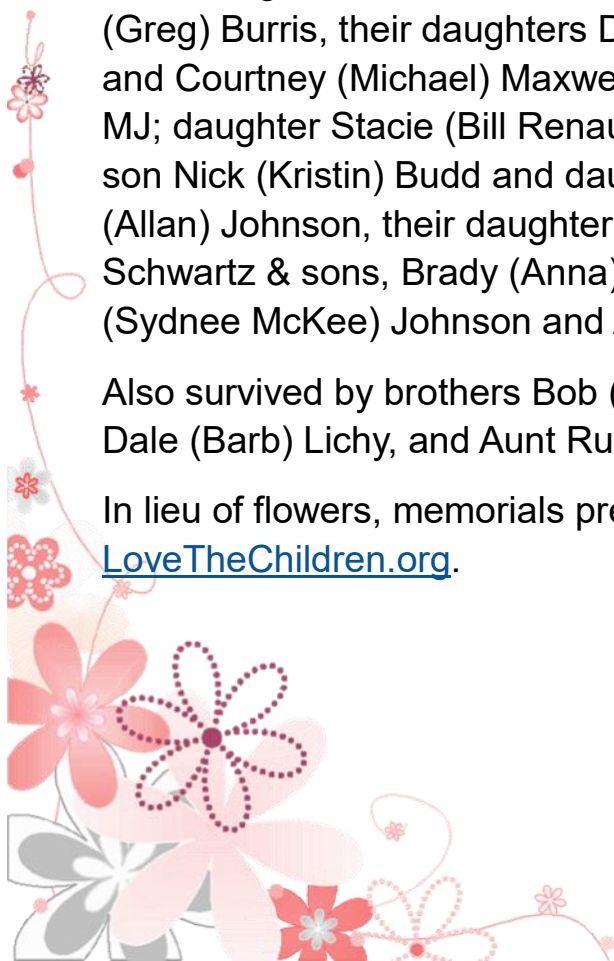 (Greg) Burris, their daughters
and Courtney (Michael)
MJ; daughter Stacie (Bill
son Nick (Kristin) Budd and
(Allan) Johnson, their daughter
Schwartz & sons, Brady (Anna)
(Sydnee McKee) Johnson and
Also survived by brothers Bob (
Dale (Barb) Lichy, and Aunt
In lieu of flowers, memorials
LoveTheChildren.org.